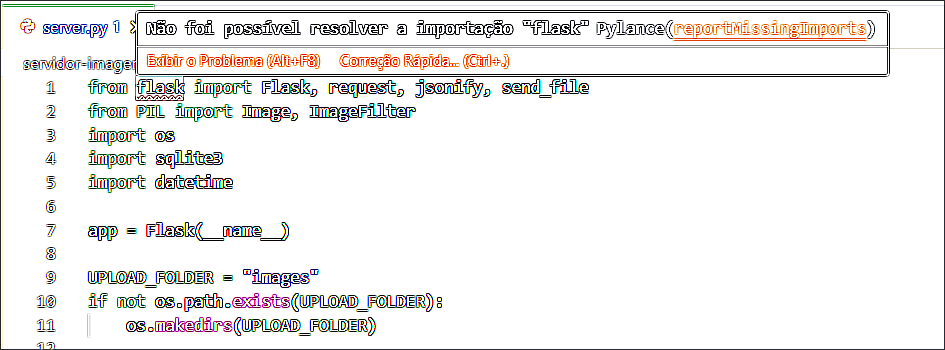 server.py 1
Não foi possível resolver a importação "flask" Pylance(reportMissingImports)
Exibir o Problema (Alt+F8) Correção Rápida... (Ctrl+.)
servidor-imagen
1 from flask import Flask, request, jsonify, send_file
2 from PIL import Image, ImageFilter
3 import os
4 import sqlite3
5 import datetime
6
7 app = Flask(__name__)
8
9 UPLOAD_FOLDER = "images"
10 if not os.path.exists(UPLOAD_FOLDER):
11 os.makedirs(UPLOAD_FOLDER)
12